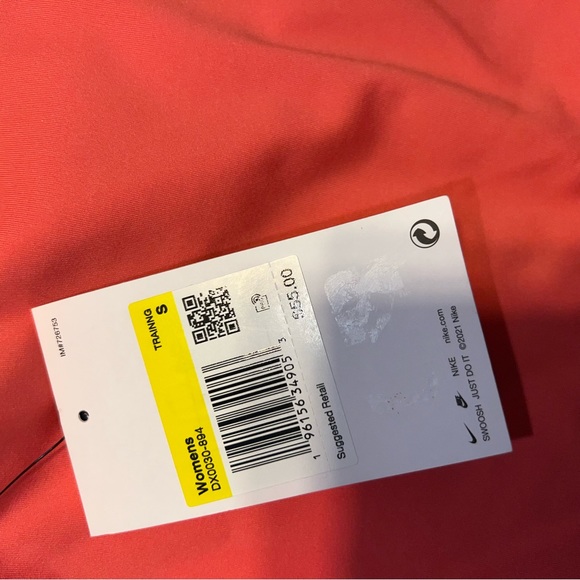 IM#726753
TRAINING
S
Womens
DX0030-894
1 96156 34905 3
$55.00
Suggested Retail
NIKE nike.com
SWOOSH JUST DO IT ©2021 Nike